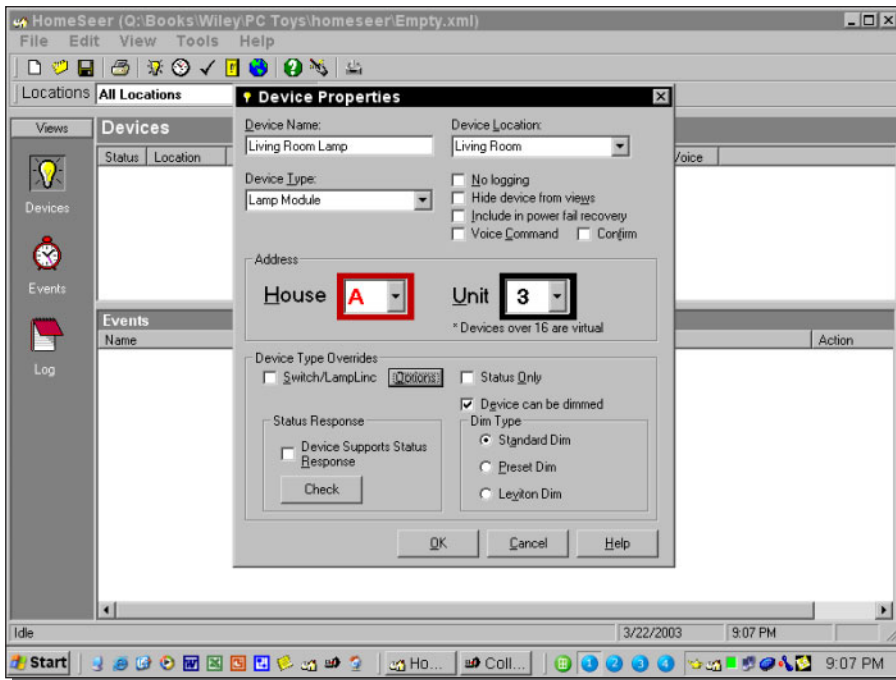 HomeSeer (Q:\Books\Wiley\PC Toys\homeseer\Empty.xml)
File Edit View Tools Help
Locations All Locations
Views
Devices
Events
Log
Devices
Status Location
Voice
Device Properties
Device Name:
Living Room Lamp
Device Location:
Living Room
Device Type:
Lamp Module
No logging
Hide device from views
Include in power fail recovery
Voice Command Confirm
Address
House A Unit 3
* Devices over 16 are virtual
Device Type Overrides
Switch/LampLinc Options Status Only
Device can be dimmed
Status Response
Device Supports Status
Response
Check
Dim Type
Standard Dim
Preset Dim
Leviton Dim
OK Cancel Help
Events
Name Action
Idle 3/22/2003 9:07 PM
Start Ho... Coll... 1 2 3 4 9:07 PM